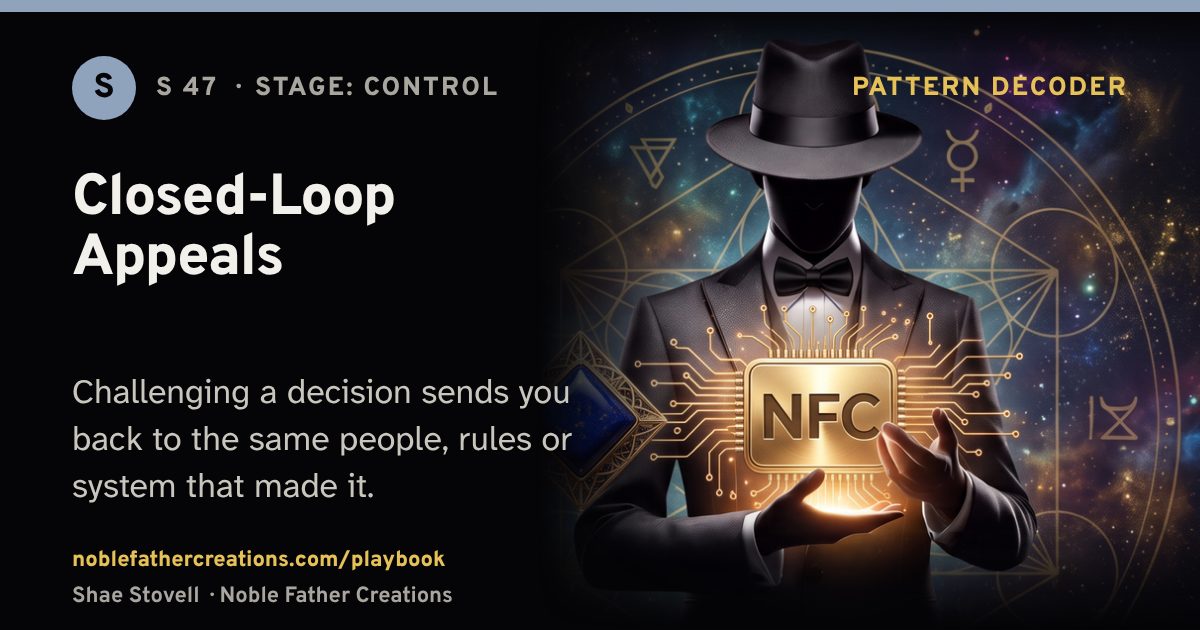 S
S 47 · STAGE: CONTROL
PATTERN DECODER
Closed-Loop
Appeals
Challenging a decision sends you
back to the same people, rules or
system that made it.
NFC
noblefathercreations.com/playbook
Shae Stovell · Noble Father Creations